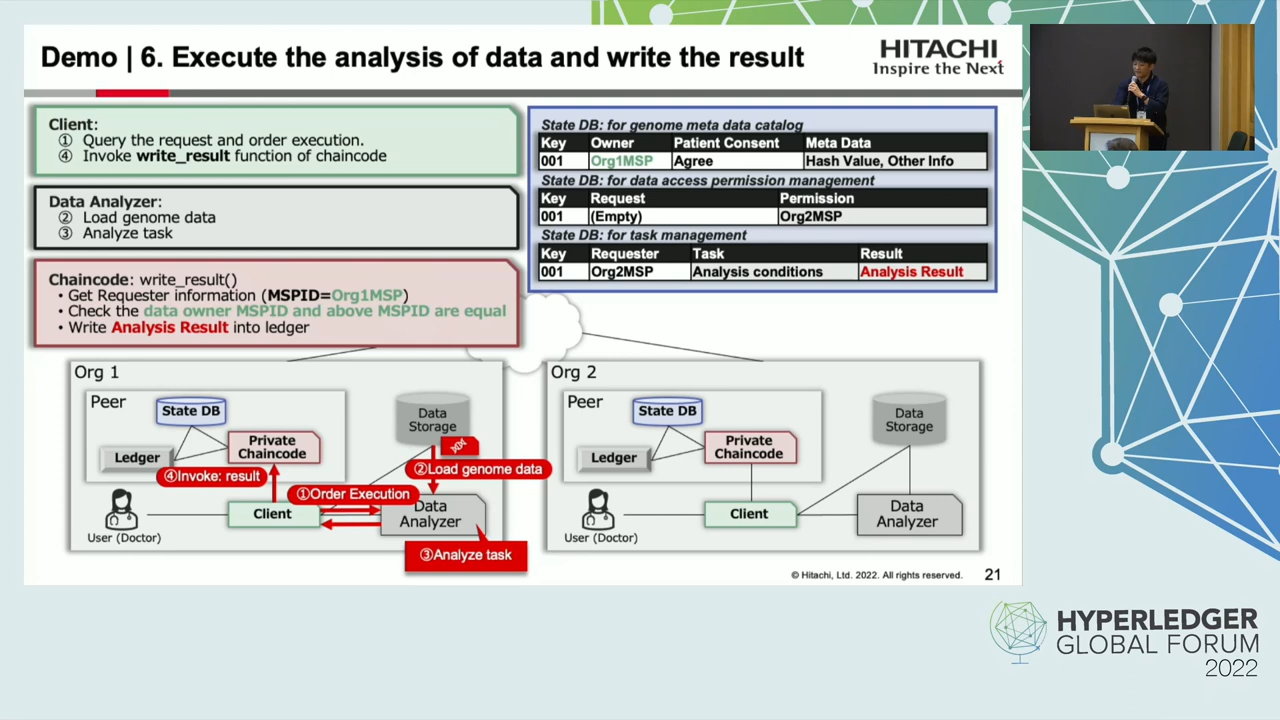 Demo | 6. Execute the analysis of data and write the result
HITACHI
Inspire the Next
Client:
① Query the request and order execution.
④ Invoke write_result function of chaincode
Data Analyzer:
② Load genome data
③ Analyze task
Chaincode: write_result()
• Get Requester information (MSPID=Org1MSP)
• Check the data owner MSPID and above MSPID are equal
• Write Analysis Result into ledger
State DB: for genome meta data catalog
Key Owner Patient Consent Meta Data
001 Org1MSP Agree Hash Value, Other Info
State DB: for data access permission management
Key Request Permission
001 (Empty) Org2MSP
State DB: for task management
Key Requester Task Result
001 Org2MSP Analysis conditions Analysis Result
Org 1
Peer
State DB
Ledger
Private
Chaincode
Data
Storage
④Invoke: result
②Load genome data
①Order Execution
User (Doctor)
Client
Data
Analyzer
③Analyze task
Org 2
Peer
State DB
Ledger
Private
Chaincode
Data
Storage
User (Doctor)
Client
Data
Analyzer
© Hitachi, Ltd. 2022. All rights reserved.
21
HYPERLEDGER
GLOBAL FORUM
2022